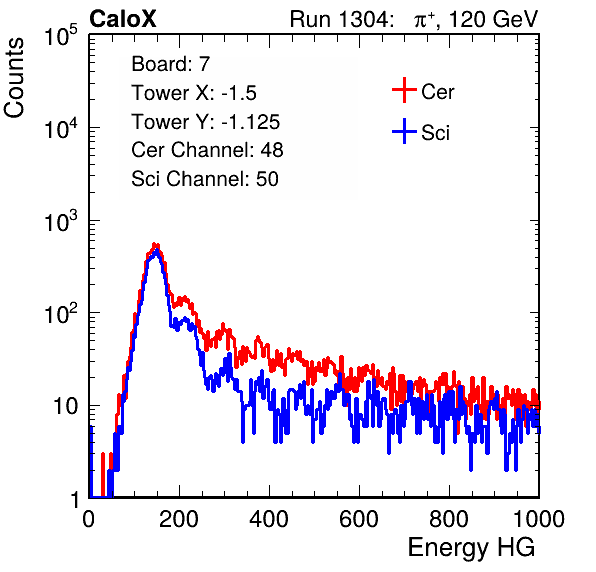 CaloX Run 1304: π⁺, 120 GeV
Board: 7
Tower X: -1.5
Tower Y: -1.125
Cer Channel: 48
Sci Channel: 50
Cer
Sci
Counts
10⁵
10⁴
10³
10²
10
1
0 200 400 600 800 1000
Energy HG